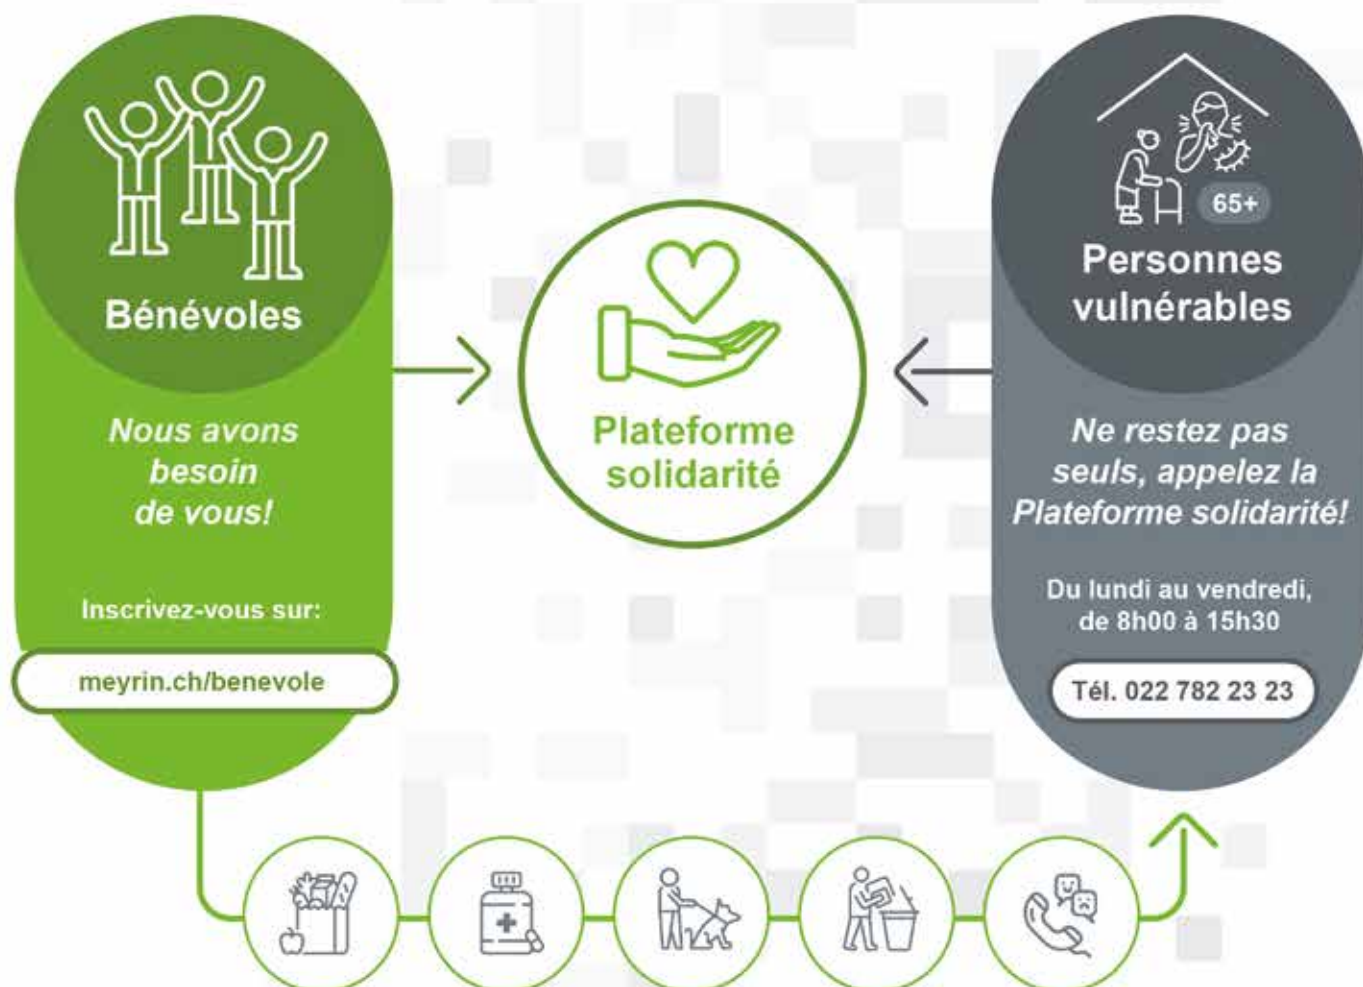 Bénévoles
Nous avons
besoin
de vous!
Inscrivez-vous sur:
meyrin.ch/benevole
Plateforme
solidarité
65+
Personnes
vulnérables
Ne restez pas
seuls, appelez la
Plateforme solidarité!
Du lundi au vendredi,
de 8h00 à 15h30
Tél. 022 782 23 23